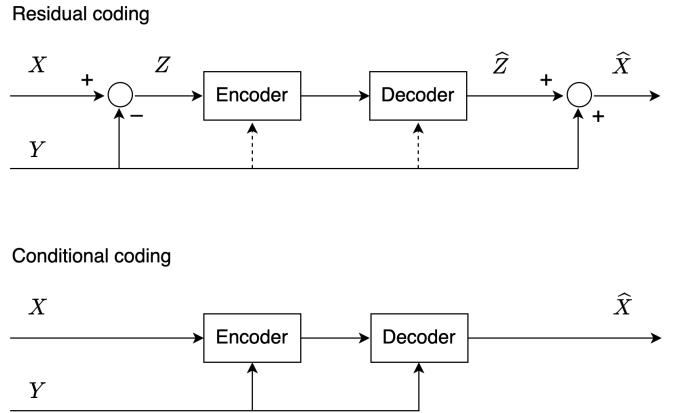 Residual coding
X + Z Encoder Decoder Ẑ + X̂
− +
Y
Conditional coding
X Encoder Decoder X̂
Y